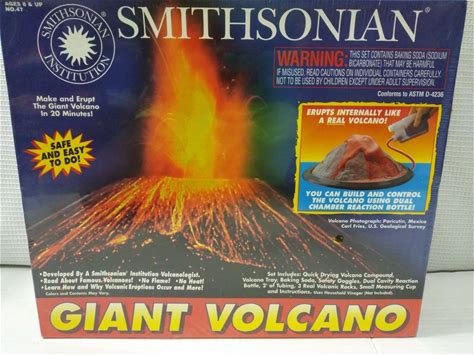 AGES 8 & UP
NO.47
SMITHSONIAN
SMITHSONIAN
INSTITUTION
WARNING: THIS SET CONTAINS BAKING SODA (SODIUM
BICARBONATE) THAT MAY BE HARMFUL
IF MISUSED. READ CAUTIONS ON INDIVIDUAL CONTAINERS CAREFULLY.
NOT TO BE USED BY CHILDREN EXCEPT UNDER ADULT SUPERVISION.
Conforms to ASTM D-4236
Make and Erupt
The Giant Volcano
In 20 Minutes!
SAFE
AND EASY
TO DO!
ERUPTS INTERNALLY LIKE
A REAL VOLCANO!
YOU CAN BUILD AND CONTROL
THE VOLCANO USING DUAL
CHAMBER REACTION BOTTLE!
Volcano Photograph: Paricutin, Mexico
Carl Fries, U.S. Geological Survey
•Developed By A Smithsonian Institution Volcanologist.
•Read About Famous Volcanoes! •No Flame! •No Heat!
•Learn How and Why Volcanic Eruptions Occur and More!
Colors and Contents May Vary.
Set Includes: Quick Drying Volcano Compound,
Volcano Tray, Baking Soda, Safety Goggles, Dual Cavity Reaction
Bottle, 2' of Tubing, 3 Real Volcanic Rocks, Small Measuring Cup
and Instructions. Uses Household Vinegar (Not Included).
GIANT VOLCANO